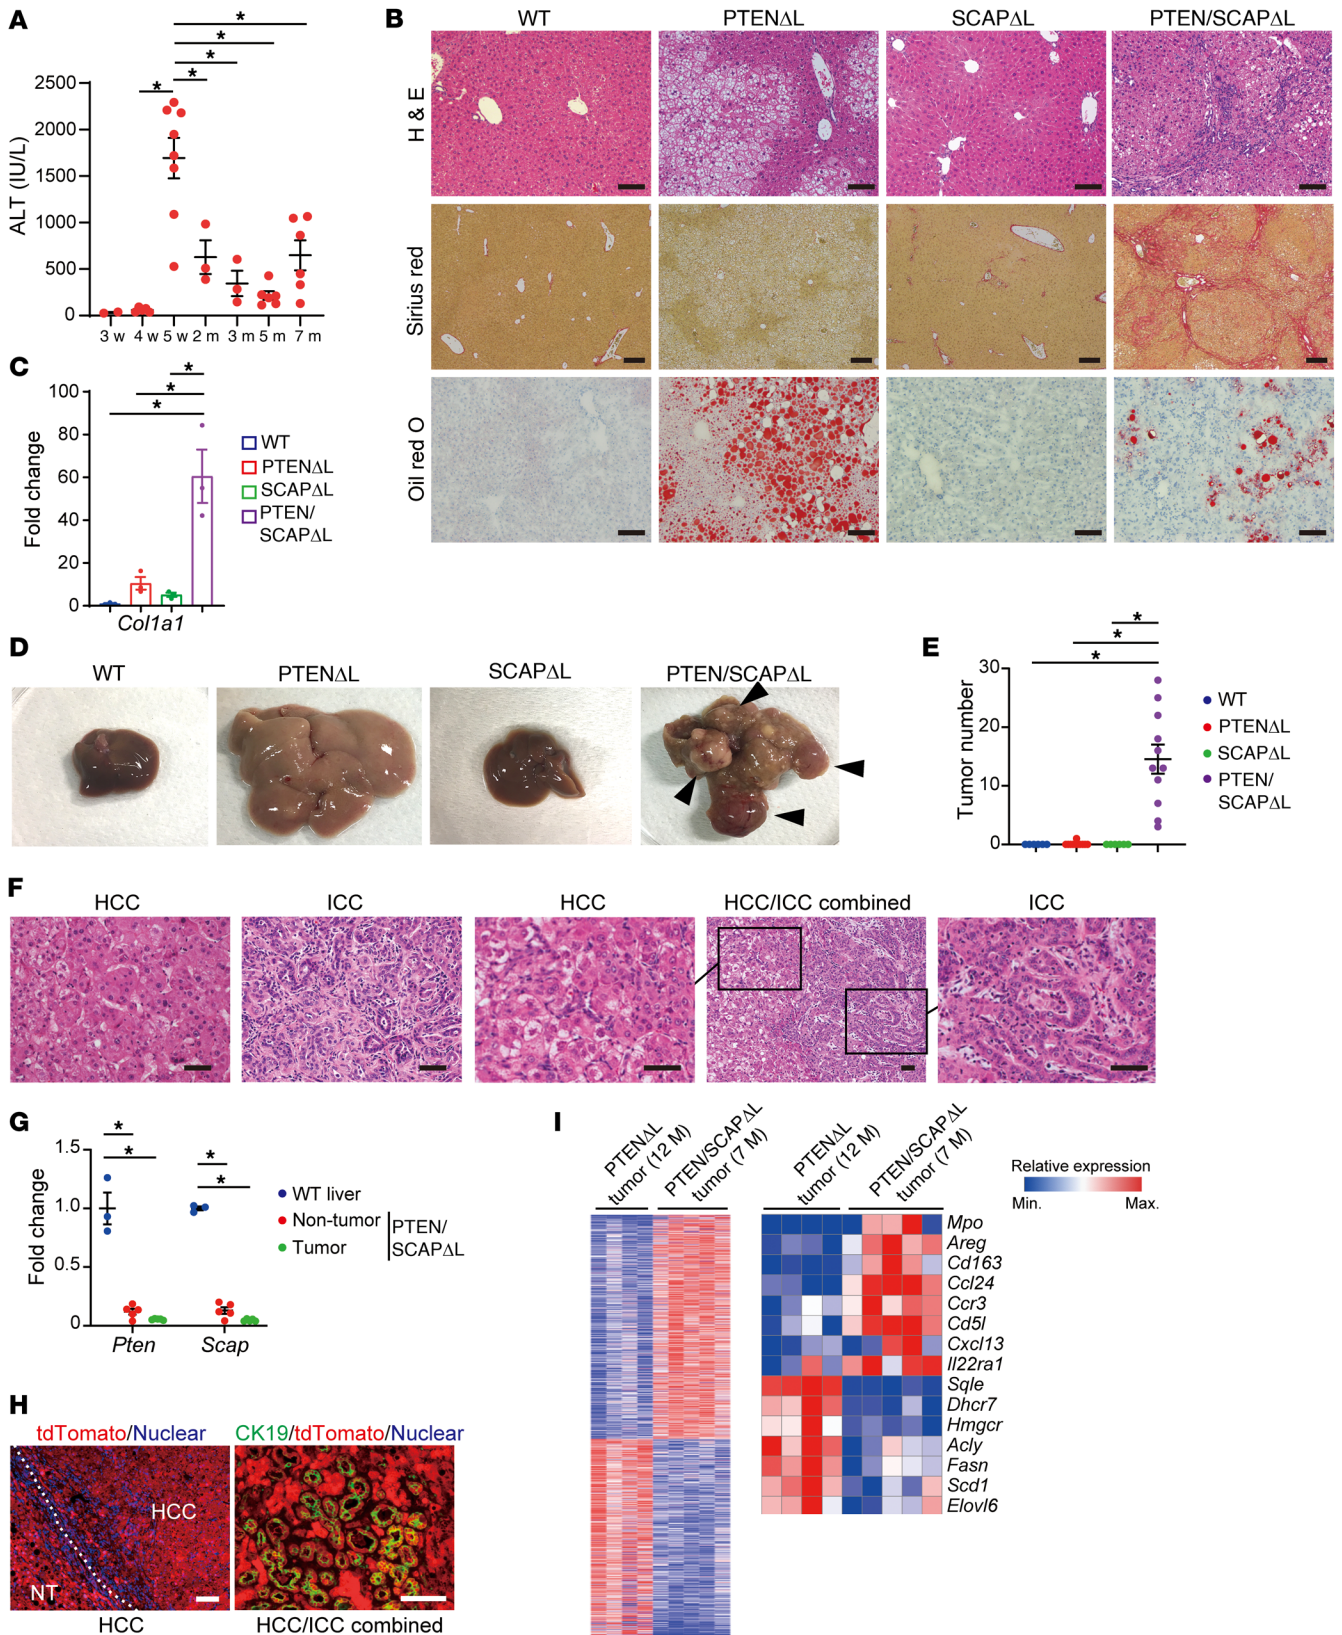 A
*
*
*
*
*
ALT (IU/L)
2500
2000
1500
1000
500
0
3 w 4 w 5 w 2 m 3 m 5 m 7 m
B
WT PTENΔL SCAPΔL PTEN/SCAPΔL
H & E
Sirius red
Oil red O
C
*
*
*
Fold change
100
80
60
40
20
0
Col1a1
WT
PTENΔL
SCAPΔL
PTEN/
SCAPΔL
D
WT PTENΔL SCAPΔL PTEN/SCAPΔL
E
*
*
*
Tumor number
30
20
10
0
WT
PTENΔL
SCAPΔL
PTEN/
SCAPΔL
F
HCC ICC HCC HCC/ICC combined ICC
G
*
*
*
*
Fold change
1.5
1.0
0.5
0
Pten Scap
WT liver
Non-tumor
Tumor
PTEN/
SCAPΔL
H
tdTomato/Nuclear CK19/tdTomato/Nuclear
HCC
NT
HCC HCC/ICC combined
I
PTENΔL
tumor (12 M)
PTEN/SCAPΔL
tumor (7 M)
PTENΔL
tumor (12 M)
PTEN/SCAPΔL
tumor (7 M)
Relative expression
Min. Max.
Mpo
Areg
Cd163
Ccl24
Ccr3
Cd5l
Cxcl13
Il22ra1
Sqle
Dhcr7
Hmgcr
Acly
Fasn
Scd1
Elovl6